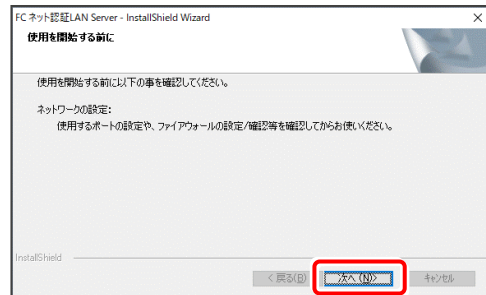 FC ネット認証LAN Server - InstallShield Wizard
使用を開始する前に
使用を開始する前に以下の事を確認してください。
ネットワークの設定:
使用するポートの設定や、ファイアウォールの設定/確認等を確認してからお使いください。
InstallShield
< 戻る(B) 次へ (N)> キャンセル